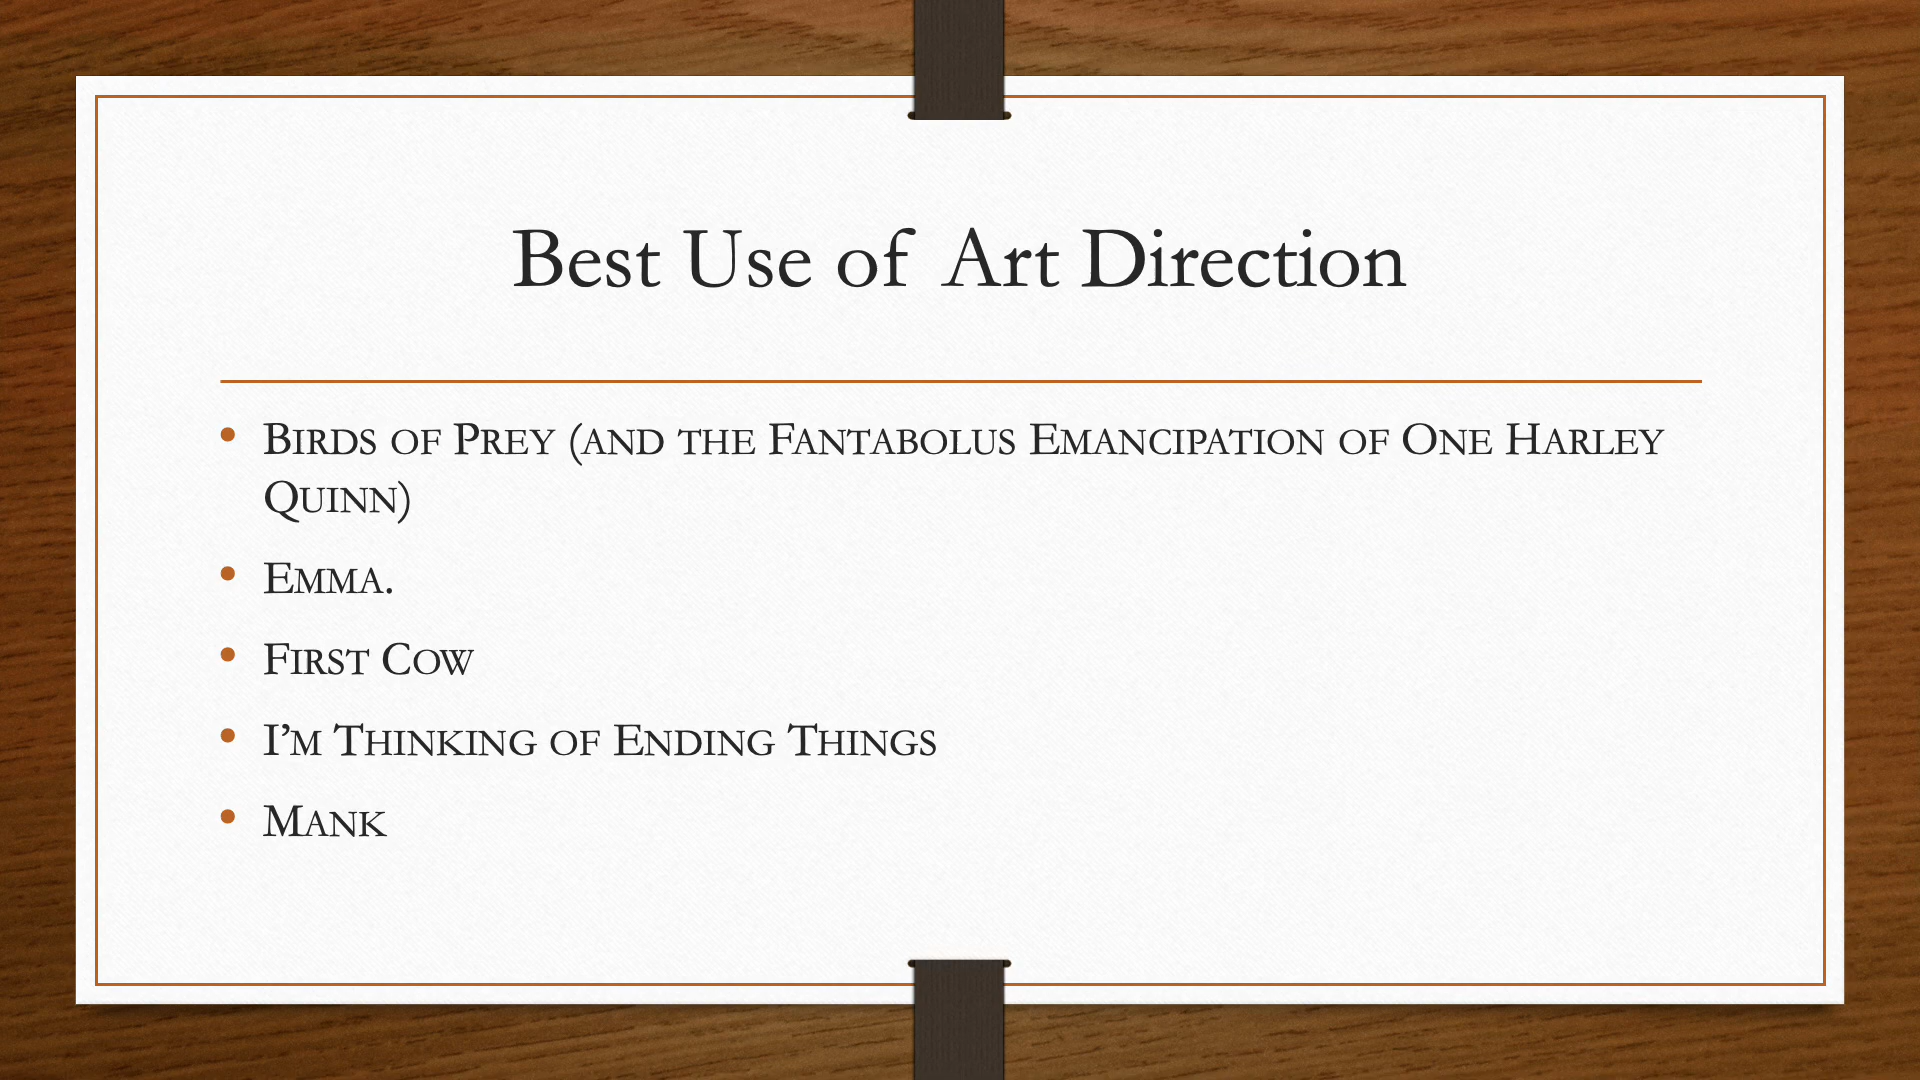 Best Use of Art Direction
• Birds of Prey (and the Fantabolus Emancipation of One Harley
Quinn)
• Emma.
• First Cow
• I’m Thinking of Ending Things
• Mank